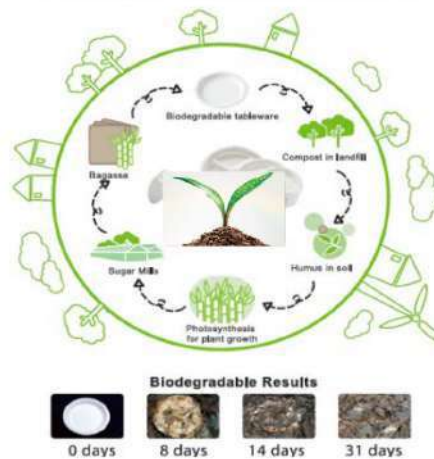 Biodegradable tableware
Compost in landfill
Humus in soil
Photosynthesis
for plant growth
Sugar Mills
Bagasse
Biodegradable Results
0 days
8 days
14 days
31 days